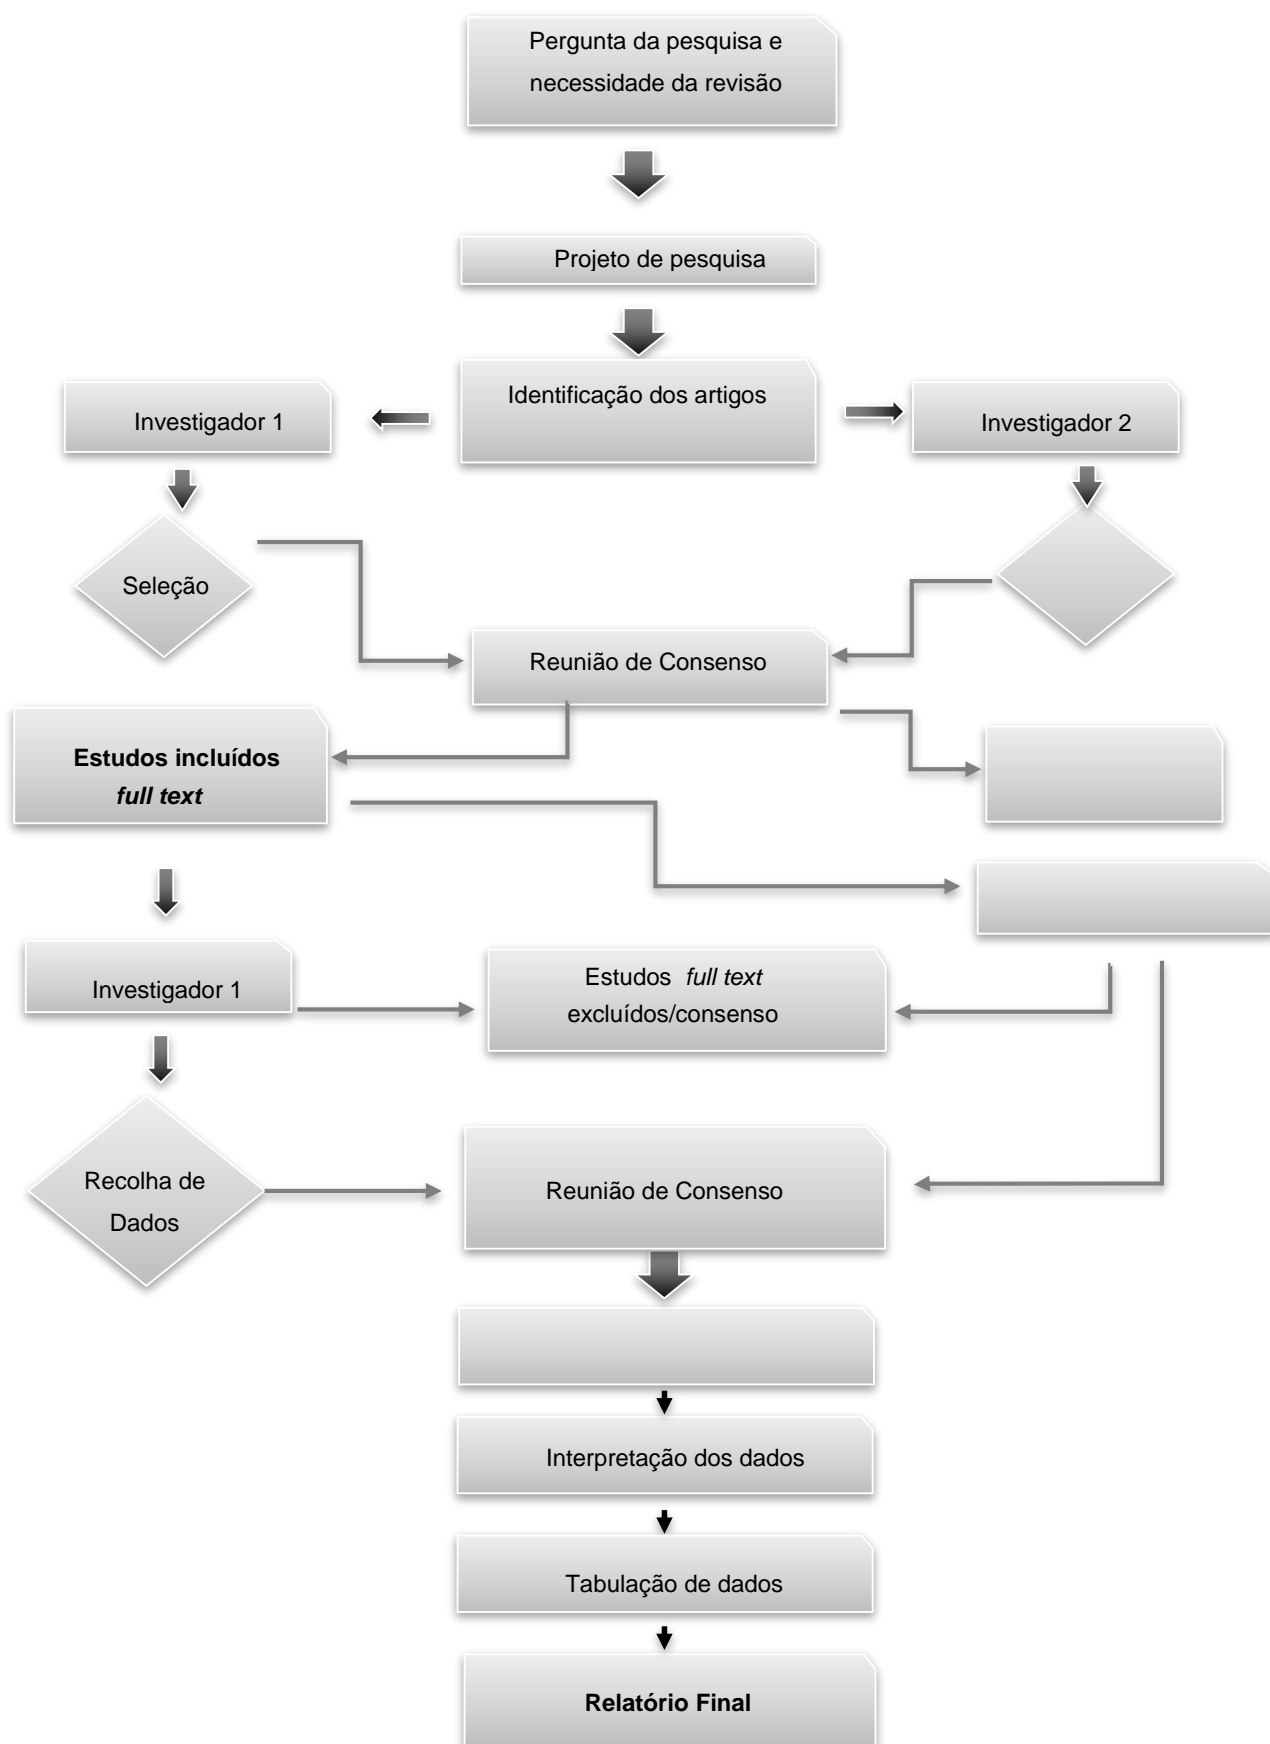 Pergunta da pesquisa e
necessidade da revisão
Projeto de pesquisa
Identificação dos artigos
Investigador 1
Investigador 2
Seleção
Reunião de Consenso
Estudos incluídos
full text
Investigador 1
Estudos full text
excluídos/consenso
Recolha de
Dados
Reunião de Consenso
Interpretação dos dados
Tabulação de dados
Relatório Final